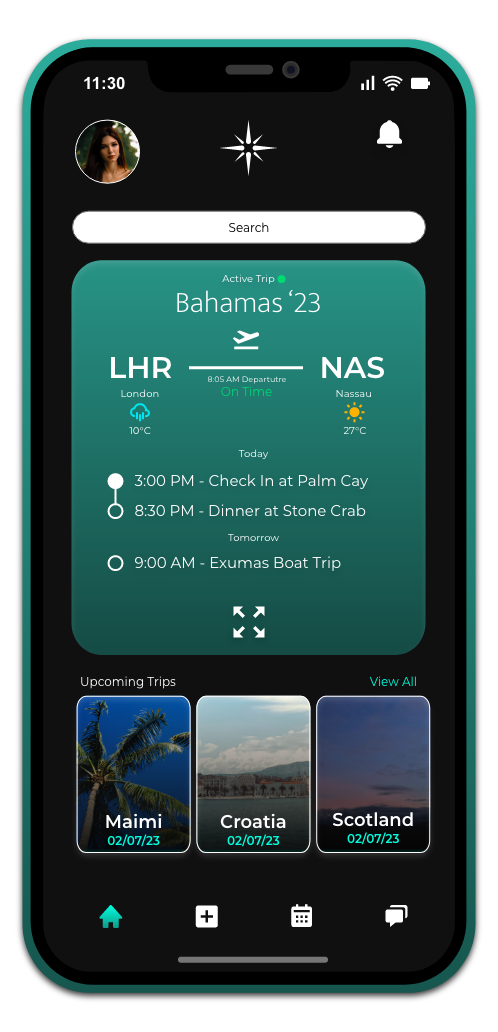 11:30
Search
Active Trip
Bahamas ‘23
LHR
NAS
8:05 AM Departutre
On Time
London
Nassau
10°C
27°C
Today
3:00 PM - Check In at Palm Cay
8:30 PM - Dinner at Stone Crab
Tomorrow
9:00 AM - Exumas Boat Trip
Upcoming Trips
View All
Maimi
02/07/23
Croatia
02/07/23
Scotland
02/07/23